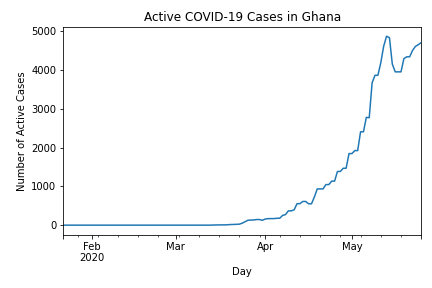 Active COVID-19 Cases in Ghana
Number of Active Cases
5000
4000
3000
2000
1000
0
Feb
2020
Mar
Apr
May
Day